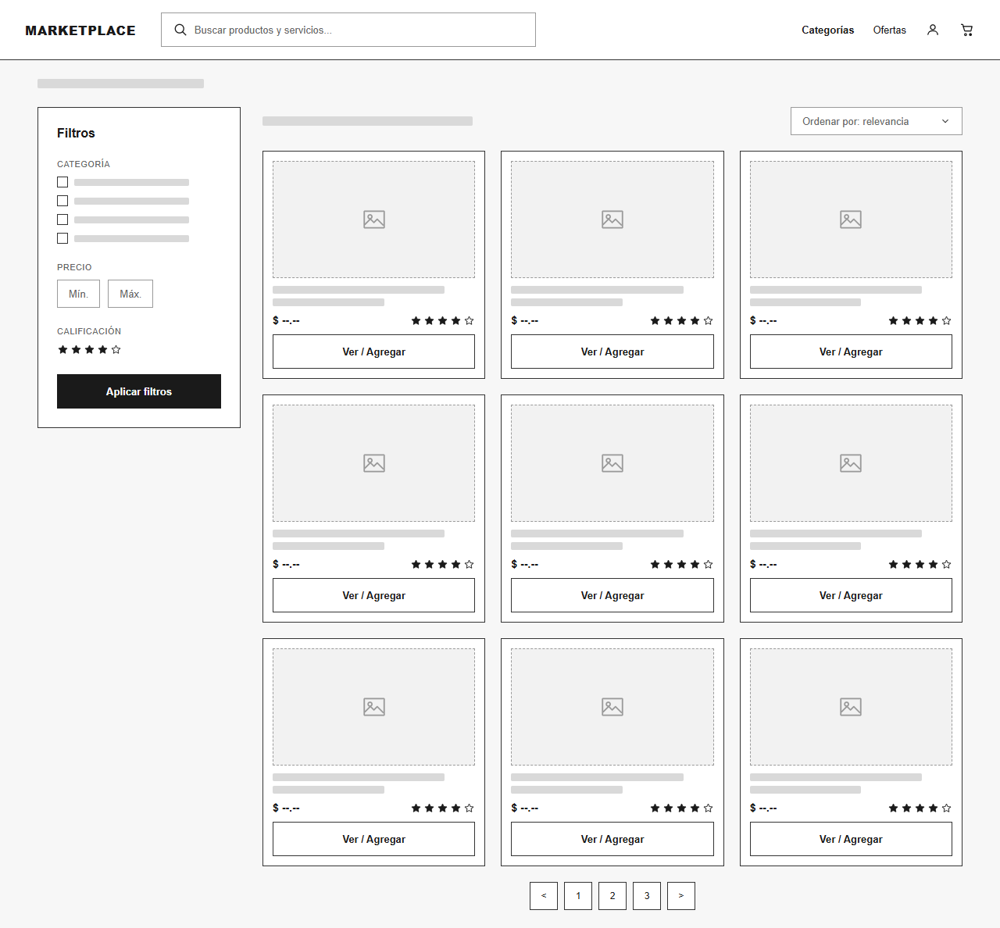 MARKETPLACE
Buscar productos y servicios...
Categorías
Ofertas
Filtros
CATEGORÍA
PRECIO
Mín.
Máx.
CALIFICACIÓN
Aplicar filtros
Ordenar por: relevancia
$ --.--
$ --.--
$ --.--
Ver / Agregar
Ver / Agregar
Ver / Agregar
$ --.--
$ --.--
$ --.--
Ver / Agregar
Ver / Agregar
Ver / Agregar
$ --.--
$ --.--
$ --.--
Ver / Agregar
Ver / Agregar
Ver / Agregar
< 1 2 3 >